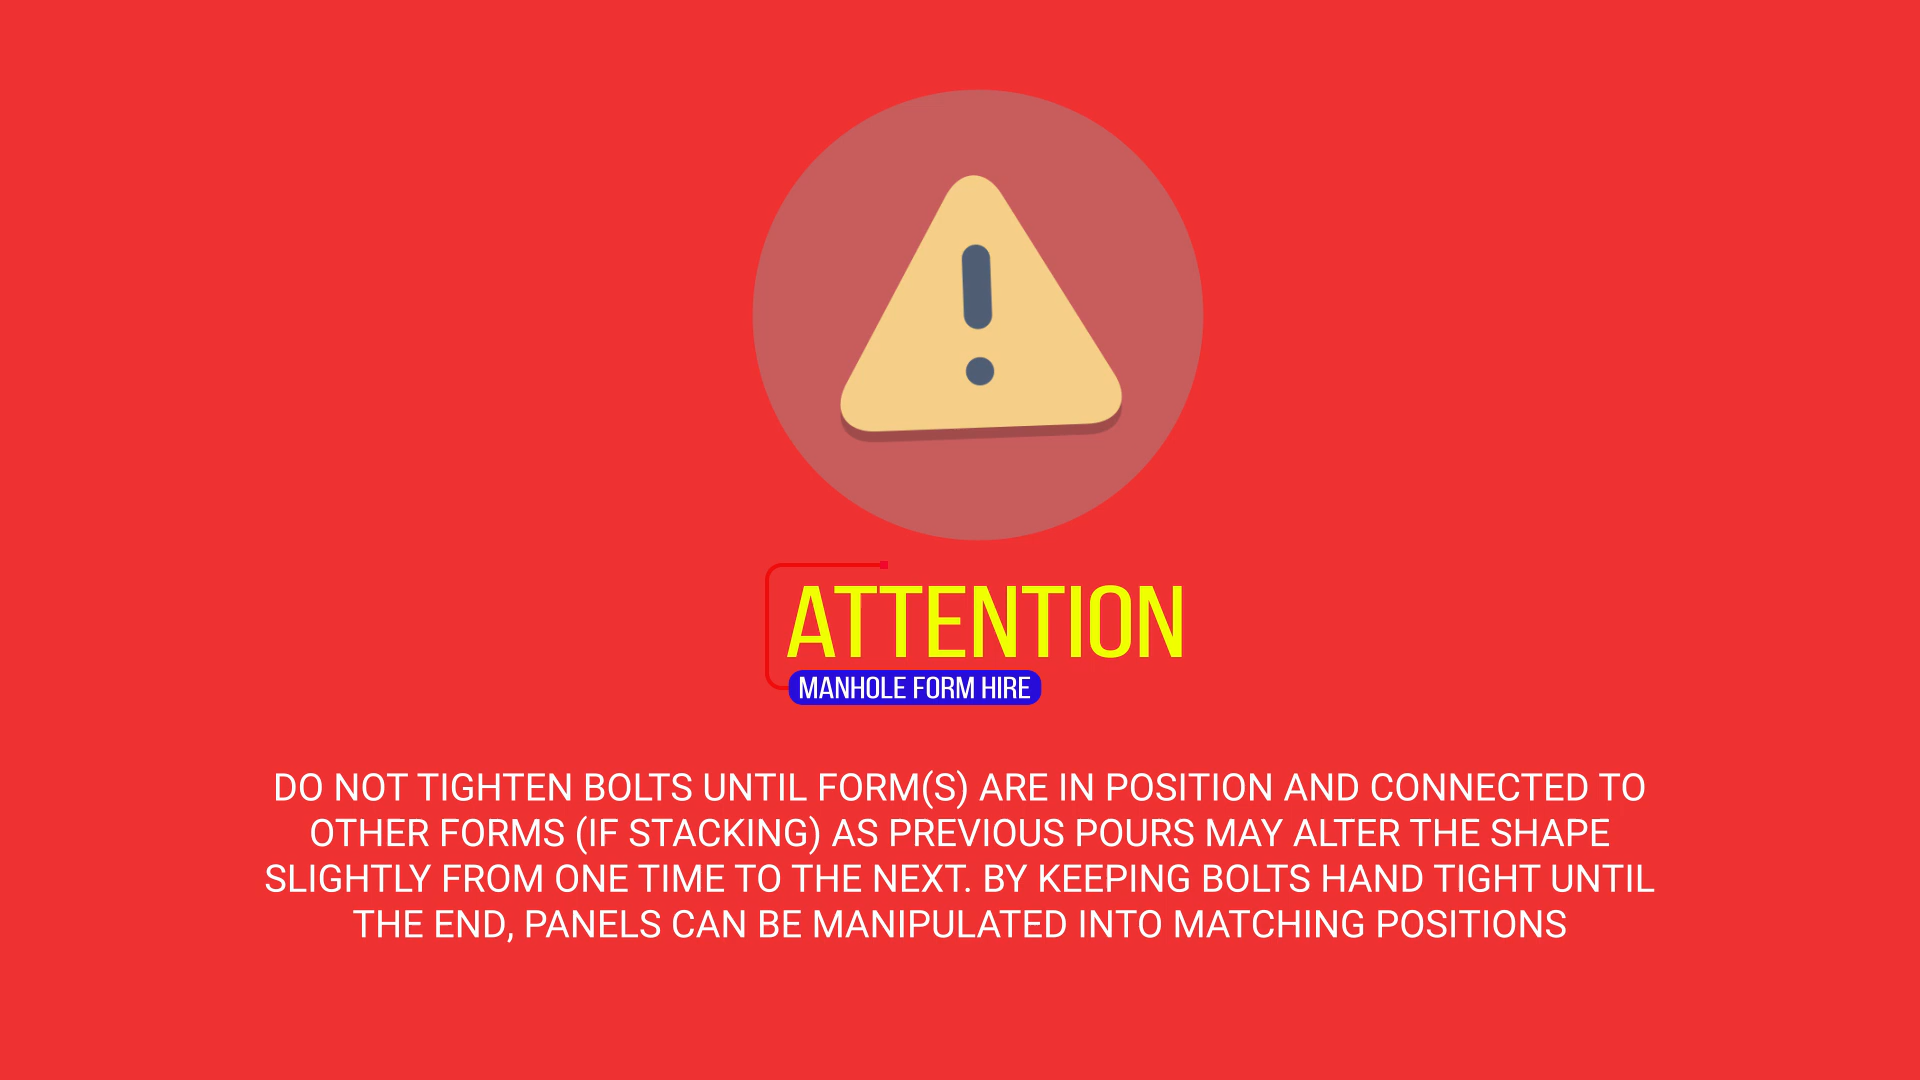 ATTENTION
MANHOLE FORM HIRE
DO NOT TIGHTEN BOLTS UNTIL FORM(S) ARE IN POSITION AND CONNECTED TO
OTHER FORMS (IF STACKING) AS PREVIOUS POURS MAY ALTER THE SHAPE
SLIGHTLY FROM ONE TIME TO THE NEXT. BY KEEPING BOLTS HAND TIGHT UNTIL
THE END, PANELS CAN BE MANIPULATED INTO MATCHING POSITIONS